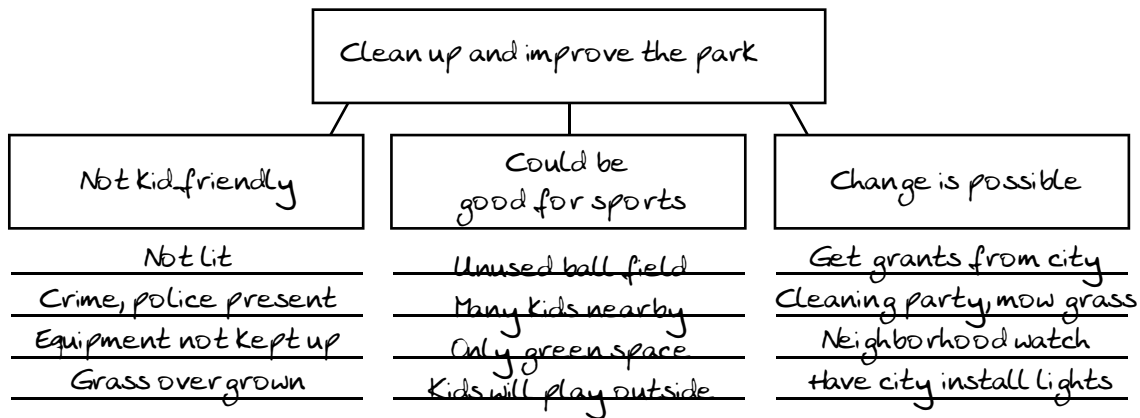 Clean up and improve the park
Not kid friendly
Could be
good for sports
Change is possible
Not lit
Crime, police present
Equipment not kept up
Grass overgrown
Unused ball field
Many kids nearby
Only green space
Kids will play outside
Get grants from city
Cleaning party, mow grass
Neighborhood watch
Have city install lights